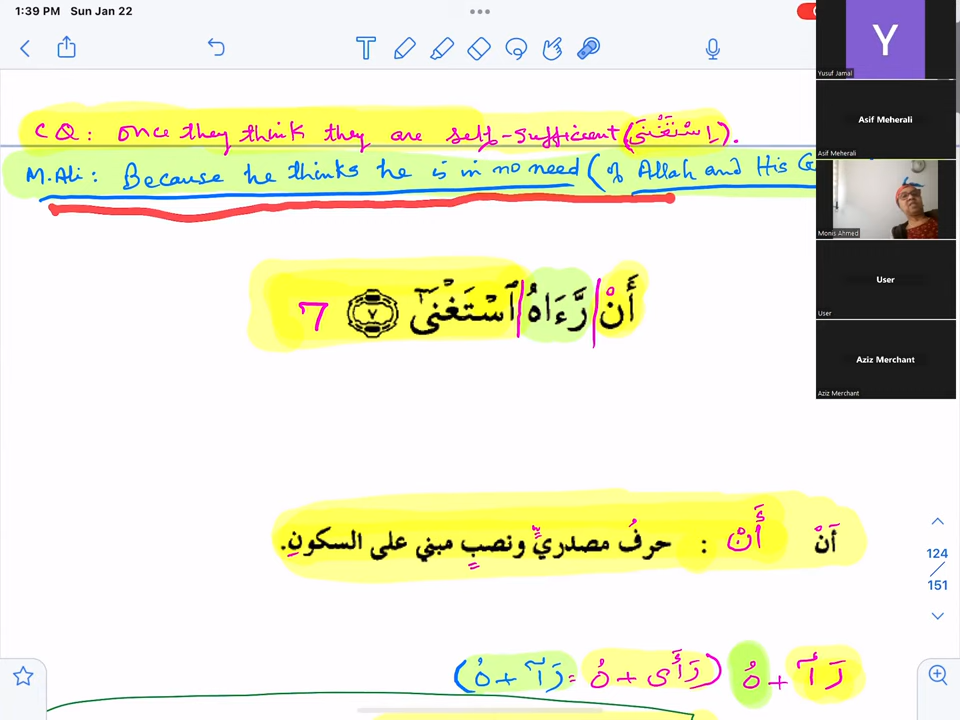 1:39 PM Sun Jan 22
Y
Yusuf Jamal
C Q : Once they think they are self-sufficient (اِسْتَغْنَىٰ).
Asif Meherali
Asif Meherali
M.Ali : Because he thinks he is in no need (of Allah and His
Monis Ahmed
User
User
أَنْ رَّءَاهُ ٱسْتَغْنَىٰٓ ٧ 7
Aziz Merchant
Aziz Merchant
أَنْ أَنْ : حرفُ مصدريٍّ ونصبٍ مبني على السكونِ.
124
151
رَأَ + هُ (رَأَى + هُ = رَآ + هُ)